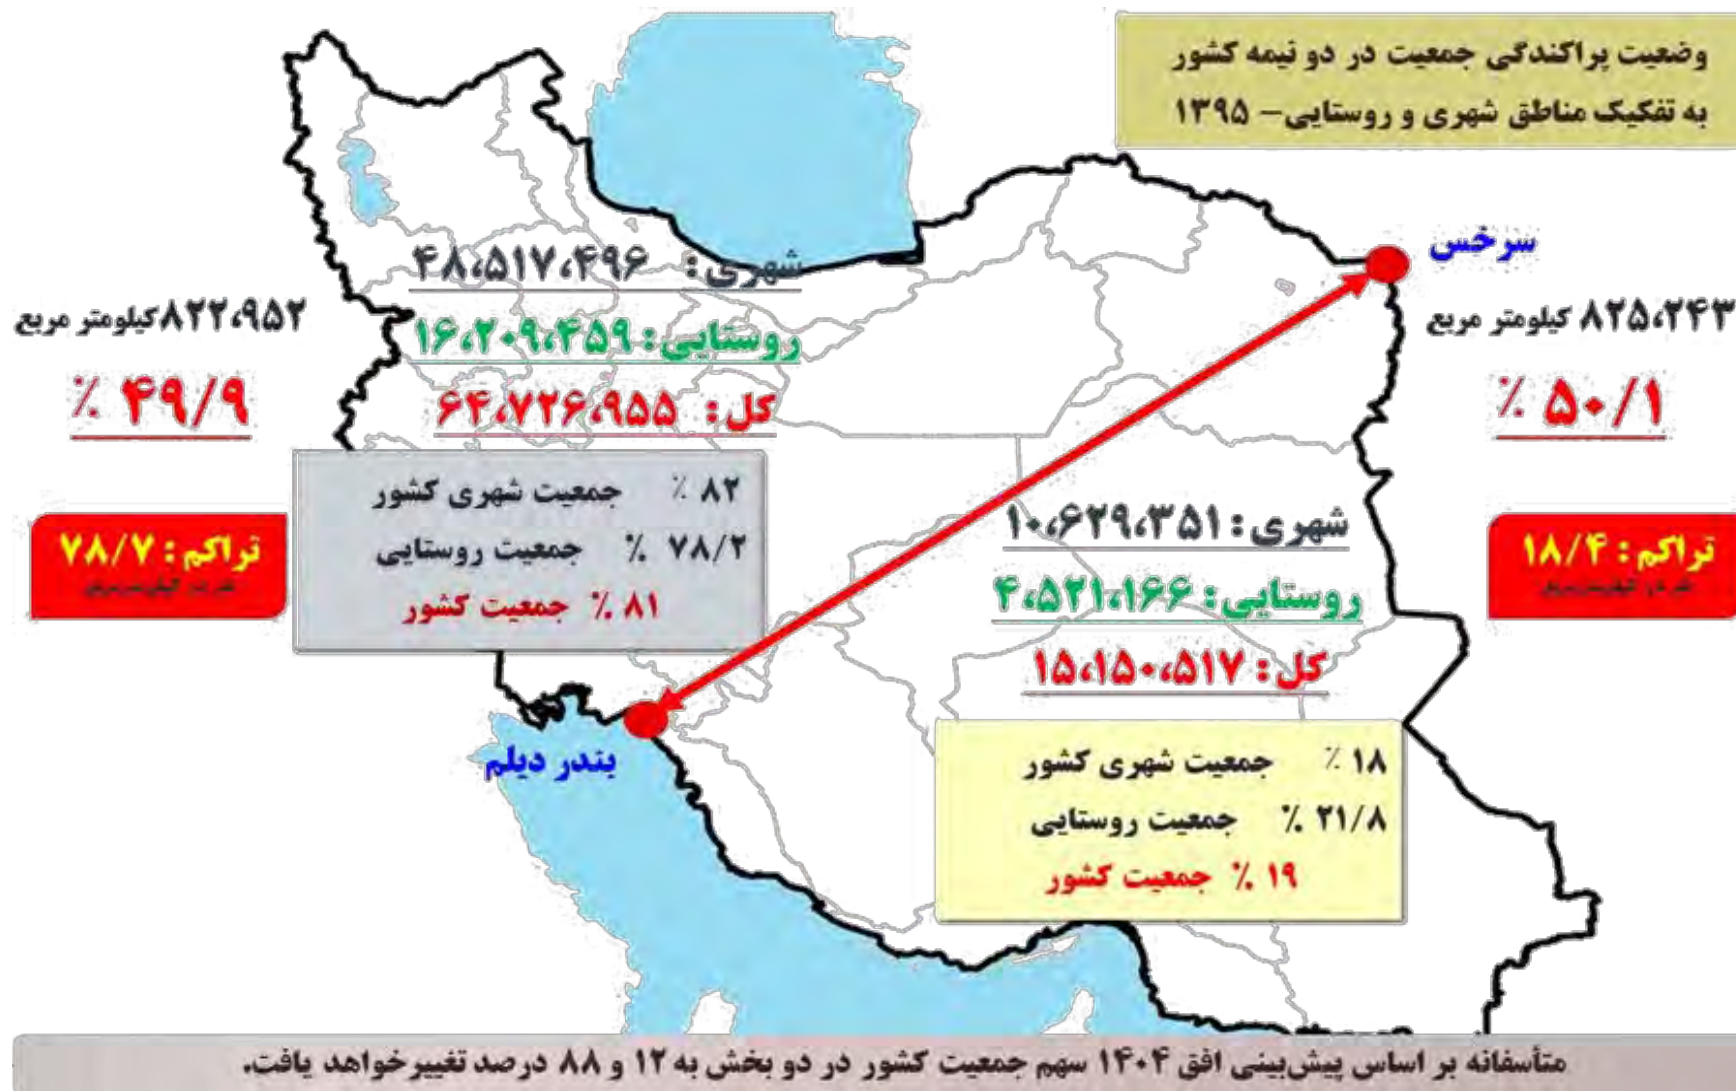 وضعیت پراکندگی جمعیت در دو نیمه کشور
به تفکیک مناطق شهری و روستایی– ۱۳۹۵
سرخس
۸۲۵،۲۴۳ کیلومتر مربع
۵۰/۱ ٪
تراکم : ۱۸/۴
شهری : ۴۸،۵۱۷،۴۹۶
روستایی : ۱۶،۲۰۹،۴۵۹
کل : ۶۴،۷۲۶،۹۵۵
۸۲۲،۹۵۲کیلومتر مربع
۴۹/۹ ٪
تراکم : ۷۸/۷
۸۲ ٪ جمعیت شهری کشور
۷۸/۲ ٪ جمعیت روستایی
۸۱ ٪ جمعیت کشور
شهری : ۱۰،۶۲۹،۳۵۱
روستایی : ۴،۵۲۱،۱۶۶
کل : ۱۵،۱۵۰،۵۱۷
۱۸ ٪ جمعیت شهری کشور
۲۱/۸ ٪ جمعیت روستایی
۱۹ ٪ جمعیت کشور
بندر دیلم
متأسفانه بر اساس پیش‌بینی افق ۱۴۰۴ سهم جمعیت کشور در دو بخش به ۱۲ و ۸۸ درصد تغییرخواهد یافت.